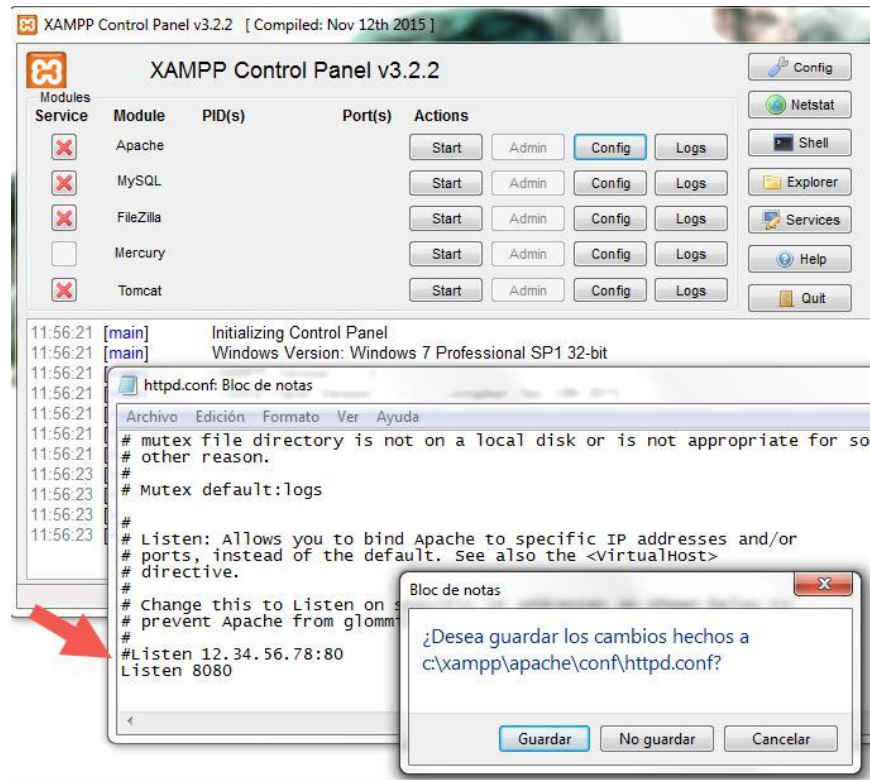 XAMPP Control Panel v3.2.2 [ Compiled: Nov 12th 2015 ]
XAMPP Control Panel v3.2.2
Config
Modules
Service Module PID(s) Port(s) Actions
Netstat
Apache Start Admin Config Logs
Shell
MySQL Start Admin Config Logs
Explorer
FileZilla Start Admin Config Logs
Services
Mercury Start Admin Config Logs
Help
Tomcat Start Admin Config Logs
Quit
11:56:21 [main] Initializing Control Panel
11:56:21 [main] Windows Version: Windows 7 Professional SP1 32-bit
11:56:21 [
11:56:21 [
11:56:21 [
11:56:21 [
11:56:21 [
11:56:23 [
11:56:23 [
11:56:23 [
11:56:23 [
httpd.conf: Bloc de notas
Archivo Edición Formato Ver Ayuda
# mutex file directory is not on a local disk or is not appropriate for so
# other reason.
#
# Mutex default:logs
#
# Listen: Allows you to bind Apache to specific IP addresses and/or
# ports, instead of the default. See also the <VirtualHost>
# directive.
#
# Change this to Listen on
# prevent Apache from
#
#Listen 12.34.56.78:80
Listen 8080
Bloc de notas
¿Desea guardar los cambios hechos a
c:\xampp\apache\conf\httpd.conf?
Guardar No guardar Cancelar